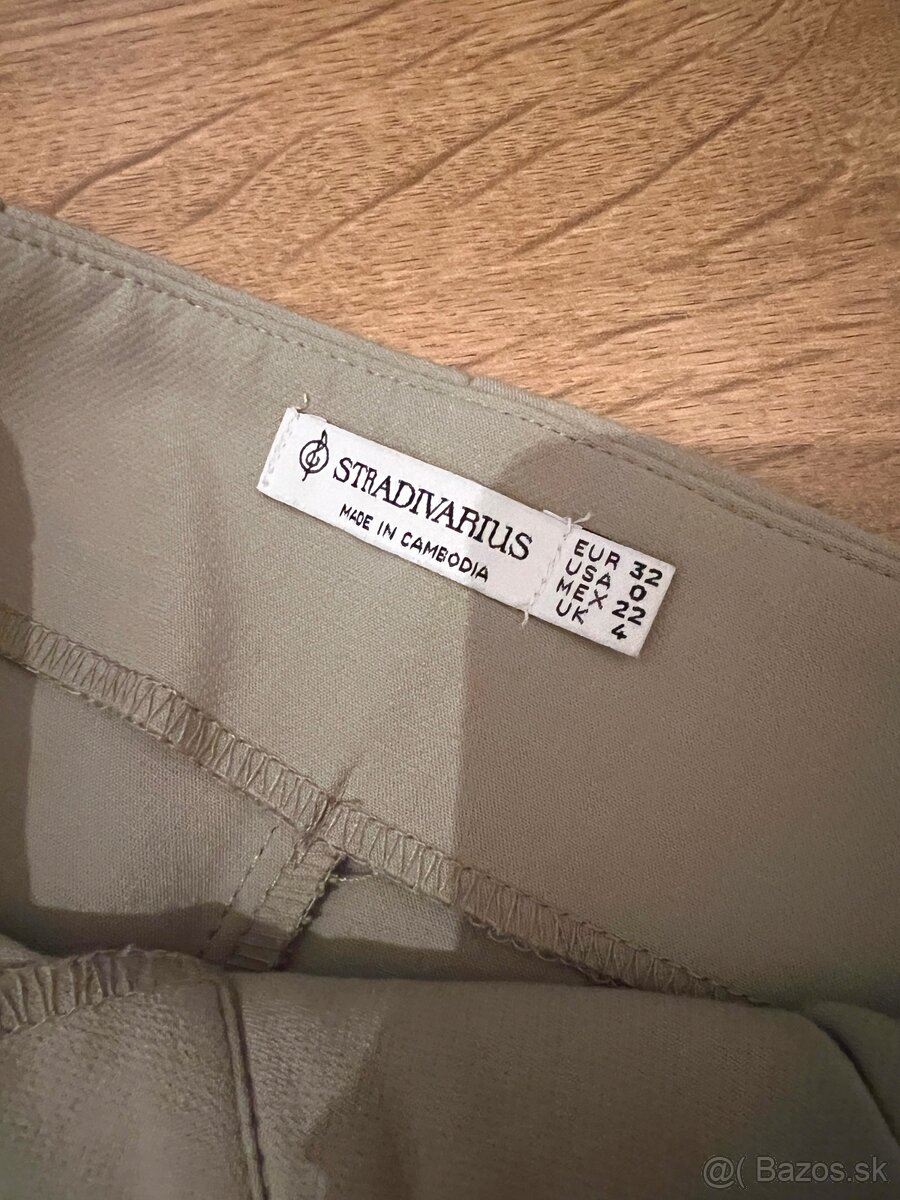 STRADIVARIUS
MADE IN CAMBODIA
EUR 32
USA 0
MEX 22
UK 4
@( Bazos.sk